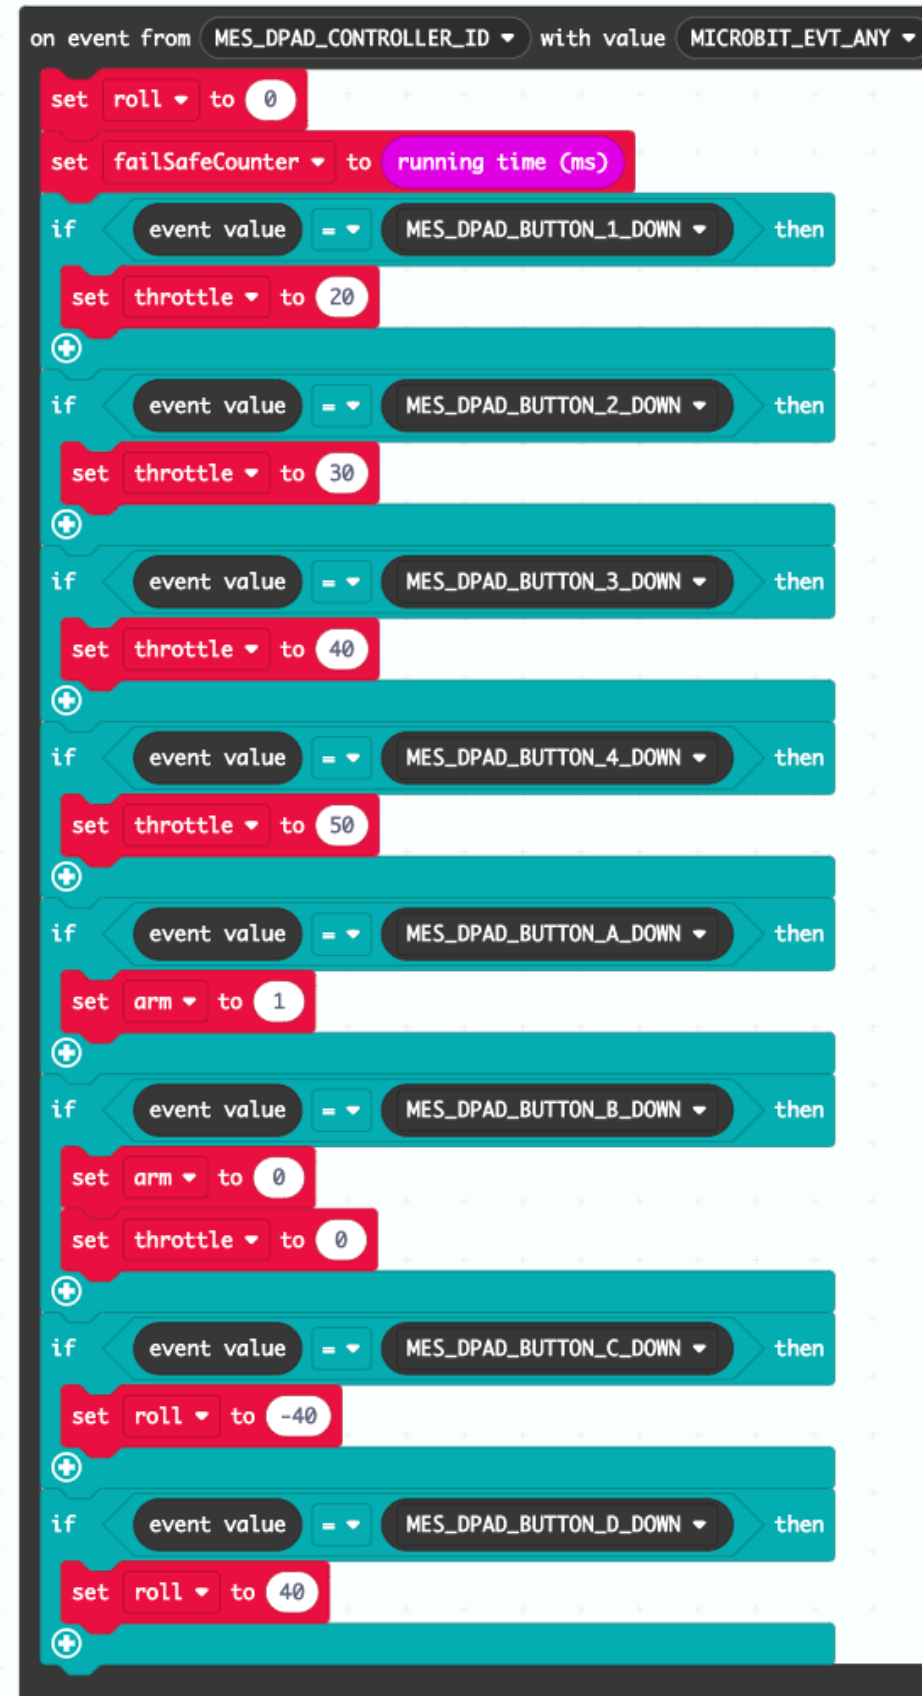 on event from MES_DPAD_CONTROLLER_ID with value MICROBIT_EVT_ANY
set roll to 0
set failSafeCounter to running time (ms)
if event value = MES_DPAD_BUTTON_1_DOWN then
set throttle to 20
if event value = MES_DPAD_BUTTON_2_DOWN then
set throttle to 30
if event value = MES_DPAD_BUTTON_3_DOWN then
set throttle to 40
if event value = MES_DPAD_BUTTON_4_DOWN then
set throttle to 50
if event value = MES_DPAD_BUTTON_A_DOWN then
set arm to 1
if event value = MES_DPAD_BUTTON_B_DOWN then
set arm to 0
set throttle to 0
if event value = MES_DPAD_BUTTON_C_DOWN then
set roll to -40
if event value = MES_DPAD_BUTTON_D_DOWN then
set roll to 40